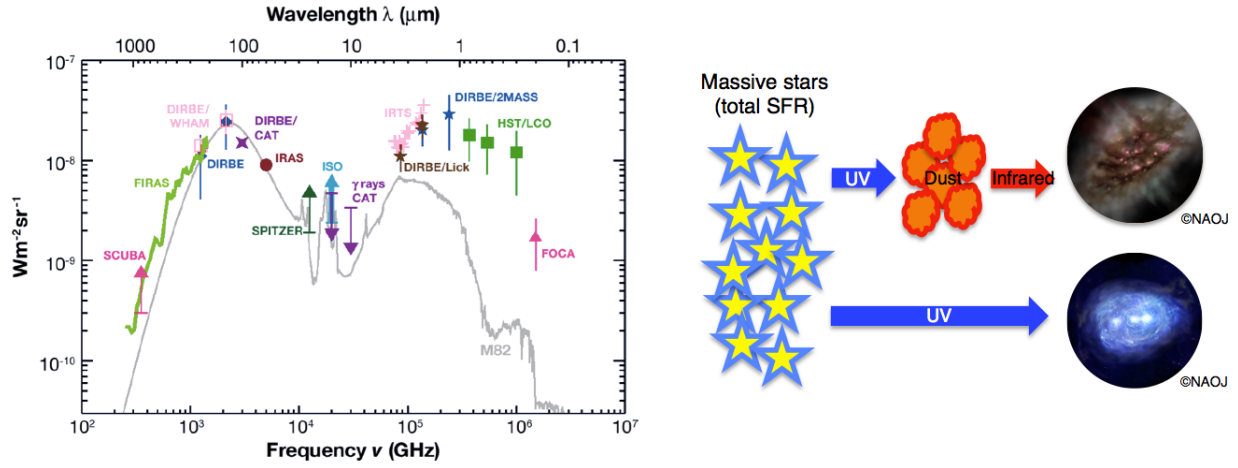 Wavelength λ (μm)
1000
100
10
1
0.1
10-7
10-8
10-9
10-10
Wm-2sr-1
DIRBE/
WHAM
DIRBE/
CAT
DIRBE
FIRAS
IRAS
SCUBA
ISO
SPITZER
γ rays
CAT
IRTS
DIRBE/2MASS
HST/LCO
DIRBE/Lick
FOCA
M82
102
103
104
105
106
107
Frequency ν (GHz)
Massive stars
(total SFR)
UV
Dust
Infrared
©NAOJ
UV
©NAOJ